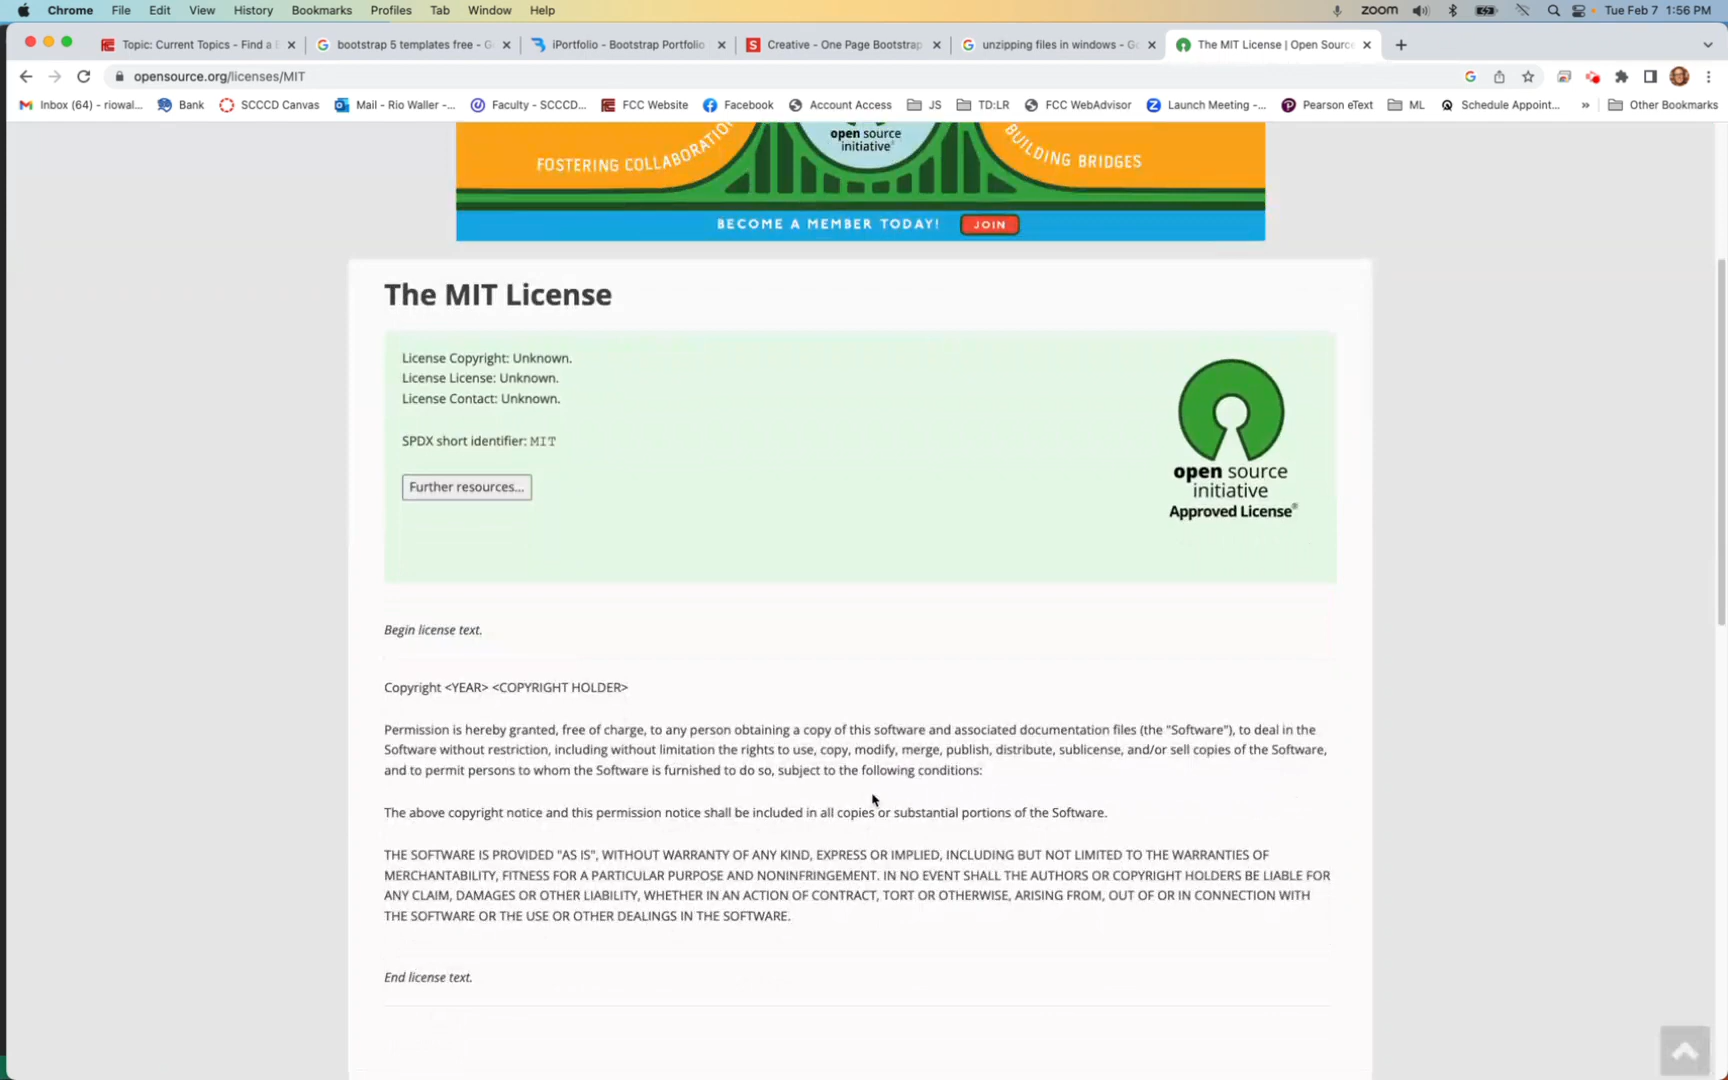 Chrome File Edit View History Bookmarks Profiles Tab Window Help zoom Tue Feb 7 1:56 PM
Topic: Current Topics - Find a B bootstrap 5 templates free - G iPortfolio - Bootstrap Portfolio S Creative - One Page Bootstrap unzipping files in windows - Go The MIT License | Open Source
opensource.org/licenses/MIT
Inbox (64) - riowal... Bank SCCCD Canvas Mail - Rio Waller -... Faculty - SCCCD... FCC Website Facebook Account Access JS TD:LR FCC WebAdvisor Launch Meeting -... Pearson eText ML Schedule Appoint... » Other Bookmarks
FOSTERING COLLABORATION open source initiative® BUILDING BRIDGES
BECOME A MEMBER TODAY! JOIN
The MIT License
License Copyright: Unknown.
License License: Unknown.
License Contact: Unknown.
SPDX short identifier: MIT
Further resources...
open source
initiative
Approved License®
Begin license text.
Copyright <YEAR> <COPYRIGHT HOLDER>
Permission is hereby granted, free of charge, to any person obtaining a copy of this software and associated documentation files (the "Software"), to deal in the
Software without restriction, including without limitation the rights to use, copy, modify, merge, publish, distribute, sublicense, and/or sell copies of the Software,
and to permit persons to whom the Software is furnished to do so, subject to the following conditions:
The above copyright notice and this permission notice shall be included in all copies or substantial portions of the Software.
THE SOFTWARE IS PROVIDED "AS IS", WITHOUT WARRANTY OF ANY KIND, EXPRESS OR IMPLIED, INCLUDING BUT NOT LIMITED TO THE WARRANTIES OF
MERCHANTABILITY, FITNESS FOR A PARTICULAR PURPOSE AND NONINFRINGEMENT. IN NO EVENT SHALL THE AUTHORS OR COPYRIGHT HOLDERS BE LIABLE FOR
ANY CLAIM, DAMAGES OR OTHER LIABILITY, WHETHER IN AN ACTION OF CONTRACT, TORT OR OTHERWISE, ARISING FROM, OUT OF OR IN CONNECTION WITH
THE SOFTWARE OR THE USE OR OTHER DEALINGS IN THE SOFTWARE.
End license text.